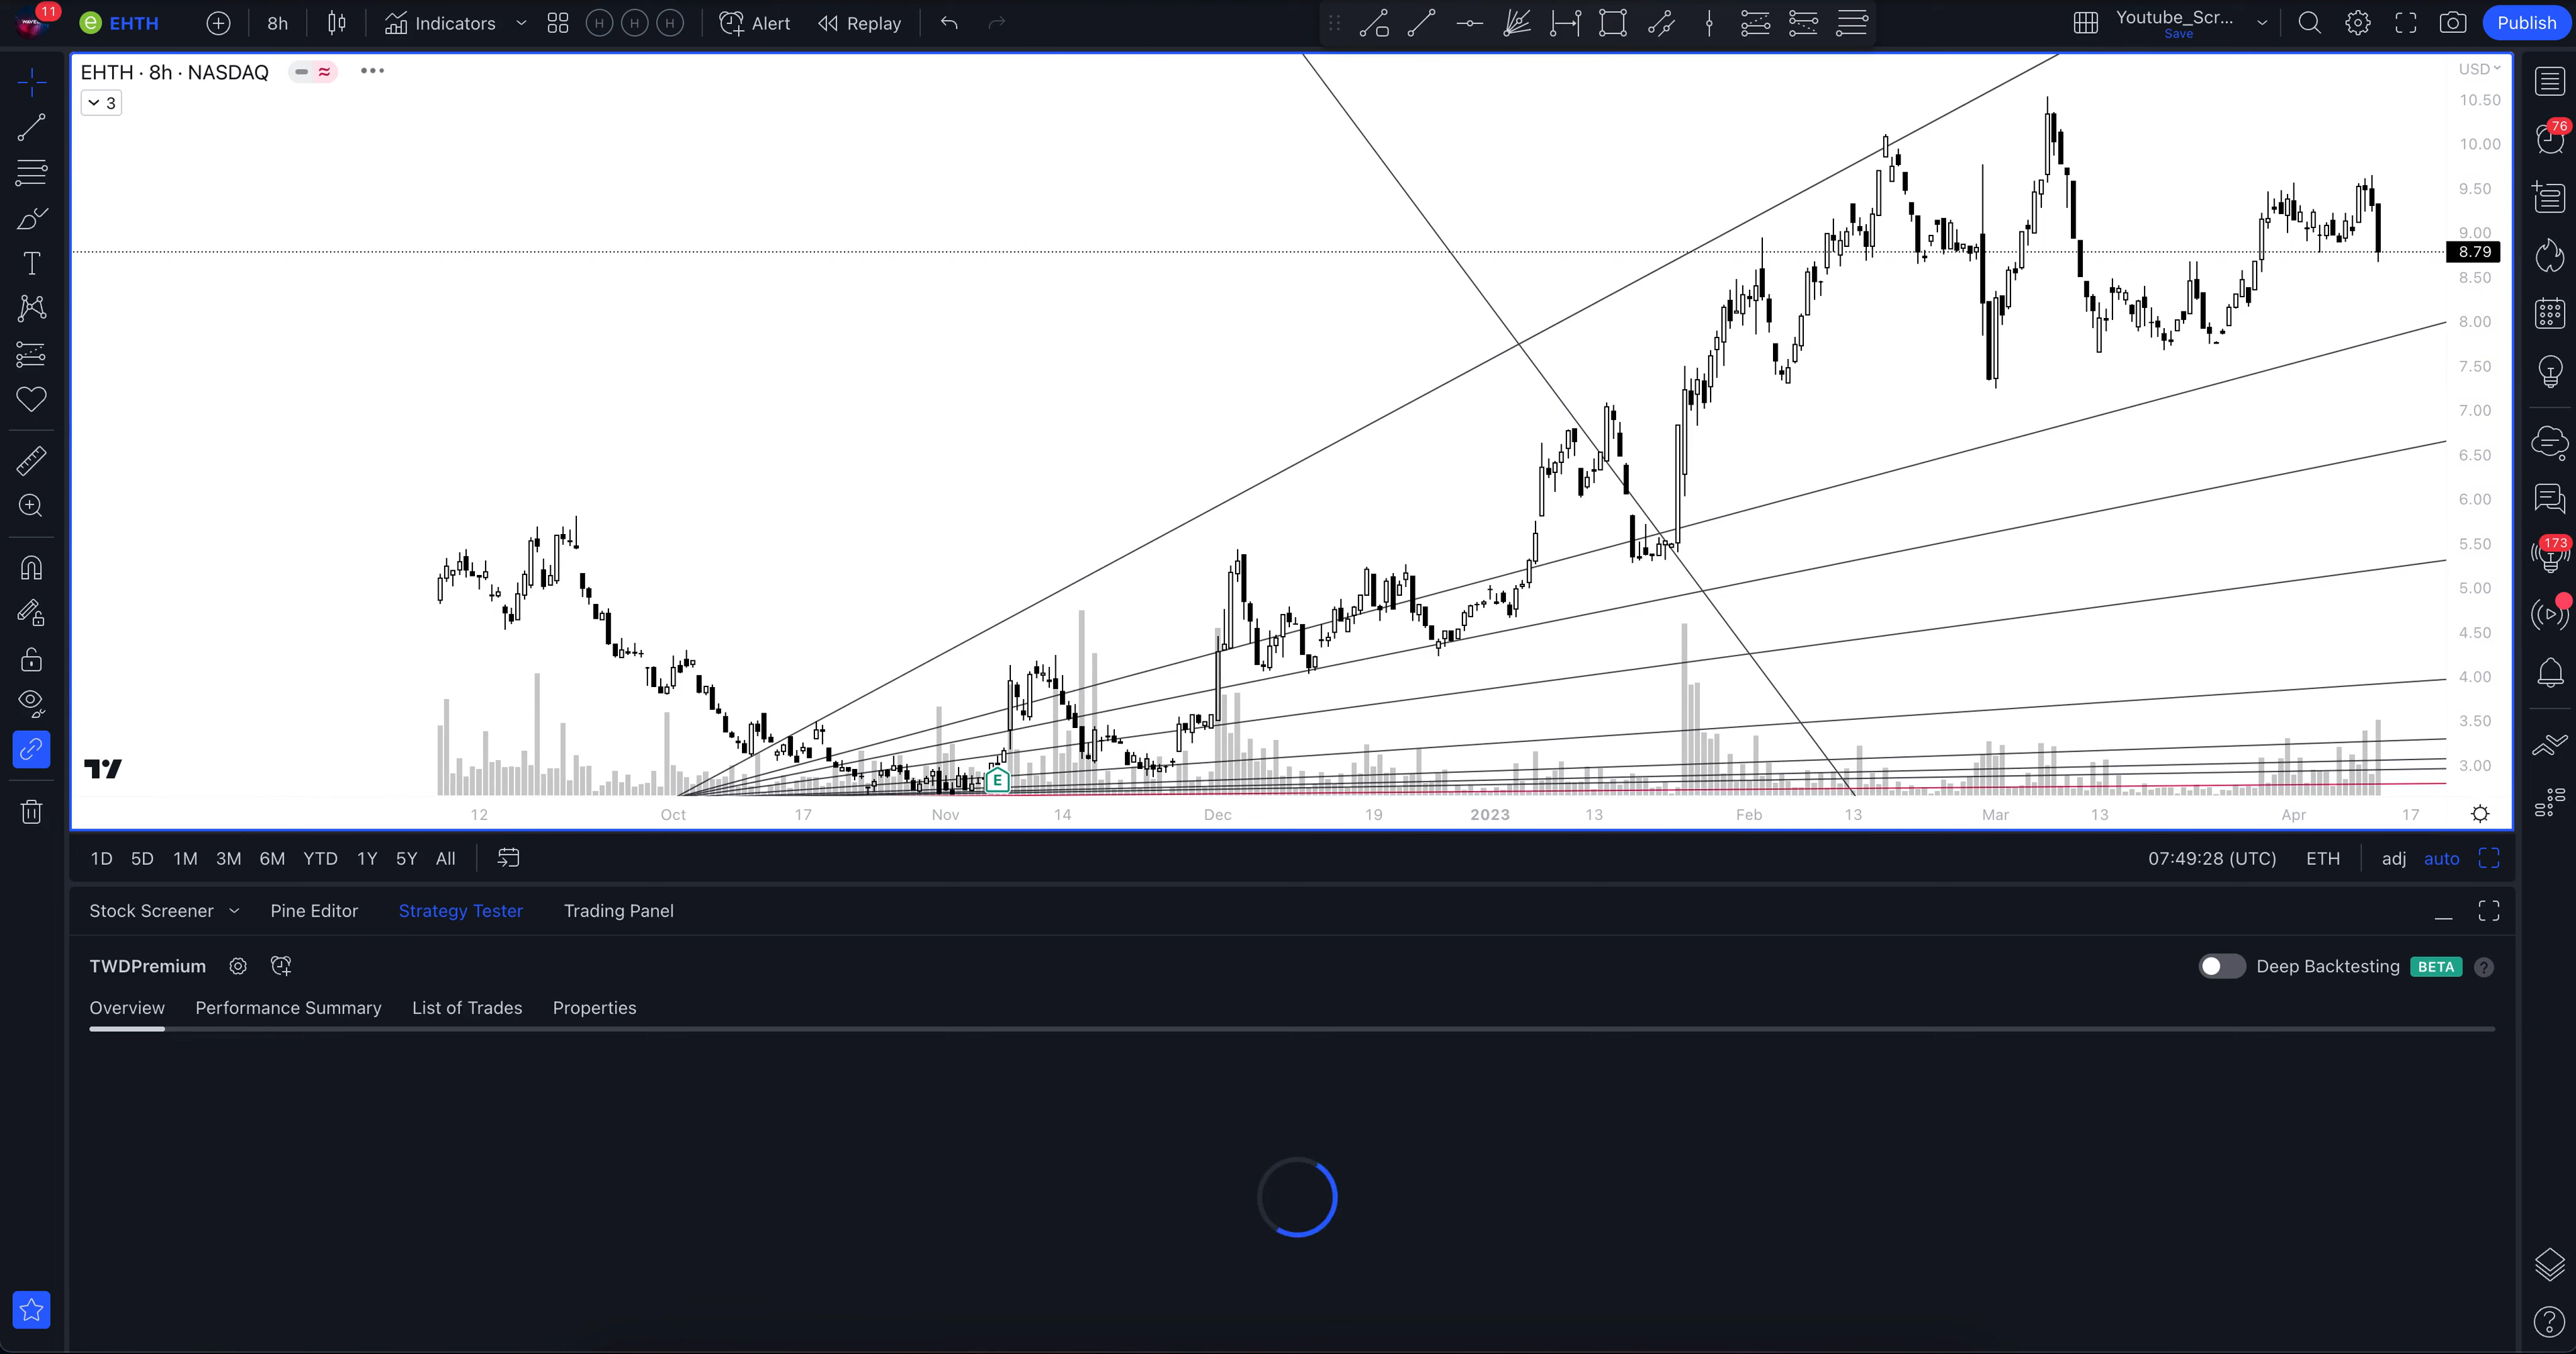 11
EHTH
8h
Indicators
H
H
H
Alert
Replay
Youtube_Scr...
Save
Publish
EHTH · 8h · NASDAQ
3
USD
10.50
10.00
9.50
9.00
8.79
8.50
8.00
7.50
7.00
6.50
6.00
5.50
5.00
4.50
4.00
3.50
3.00
E
12
Oct
17
Nov
14
Dec
19
2023
13
Feb
13
Mar
13
Apr
17
76
173
1D 5D 1M 3M 6M YTD 1Y 5Y All
07:49:28 (UTC) ETH adj auto
Stock Screener Pine Editor Strategy Tester Trading Panel
TWDPremium
Deep Backtesting BETA ?
Overview Performance Summary List of Trades Properties